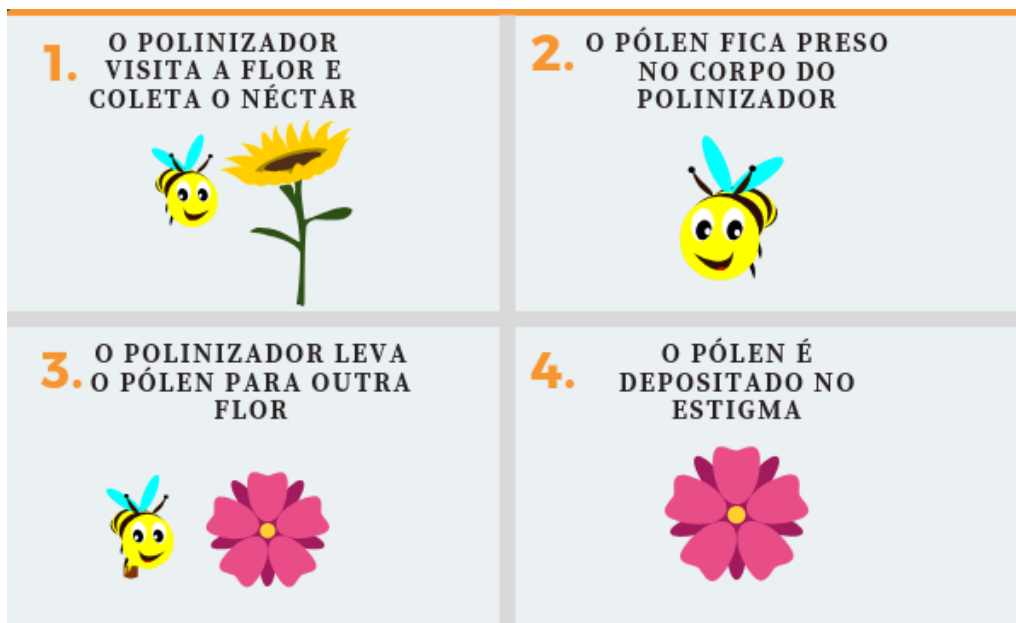 1. O POLINIZADOR
VISITA A FLOR E
COLETA O NÉCTAR
2. O PÓLEN FICA PRESO
NO CORPO DO
POLINIZADOR
3. O POLINIZADOR LEVA
O PÓLEN PARA OUTRA
FLOR
4. O PÓLEN É
DEPOSITADO NO
ESTIGMA